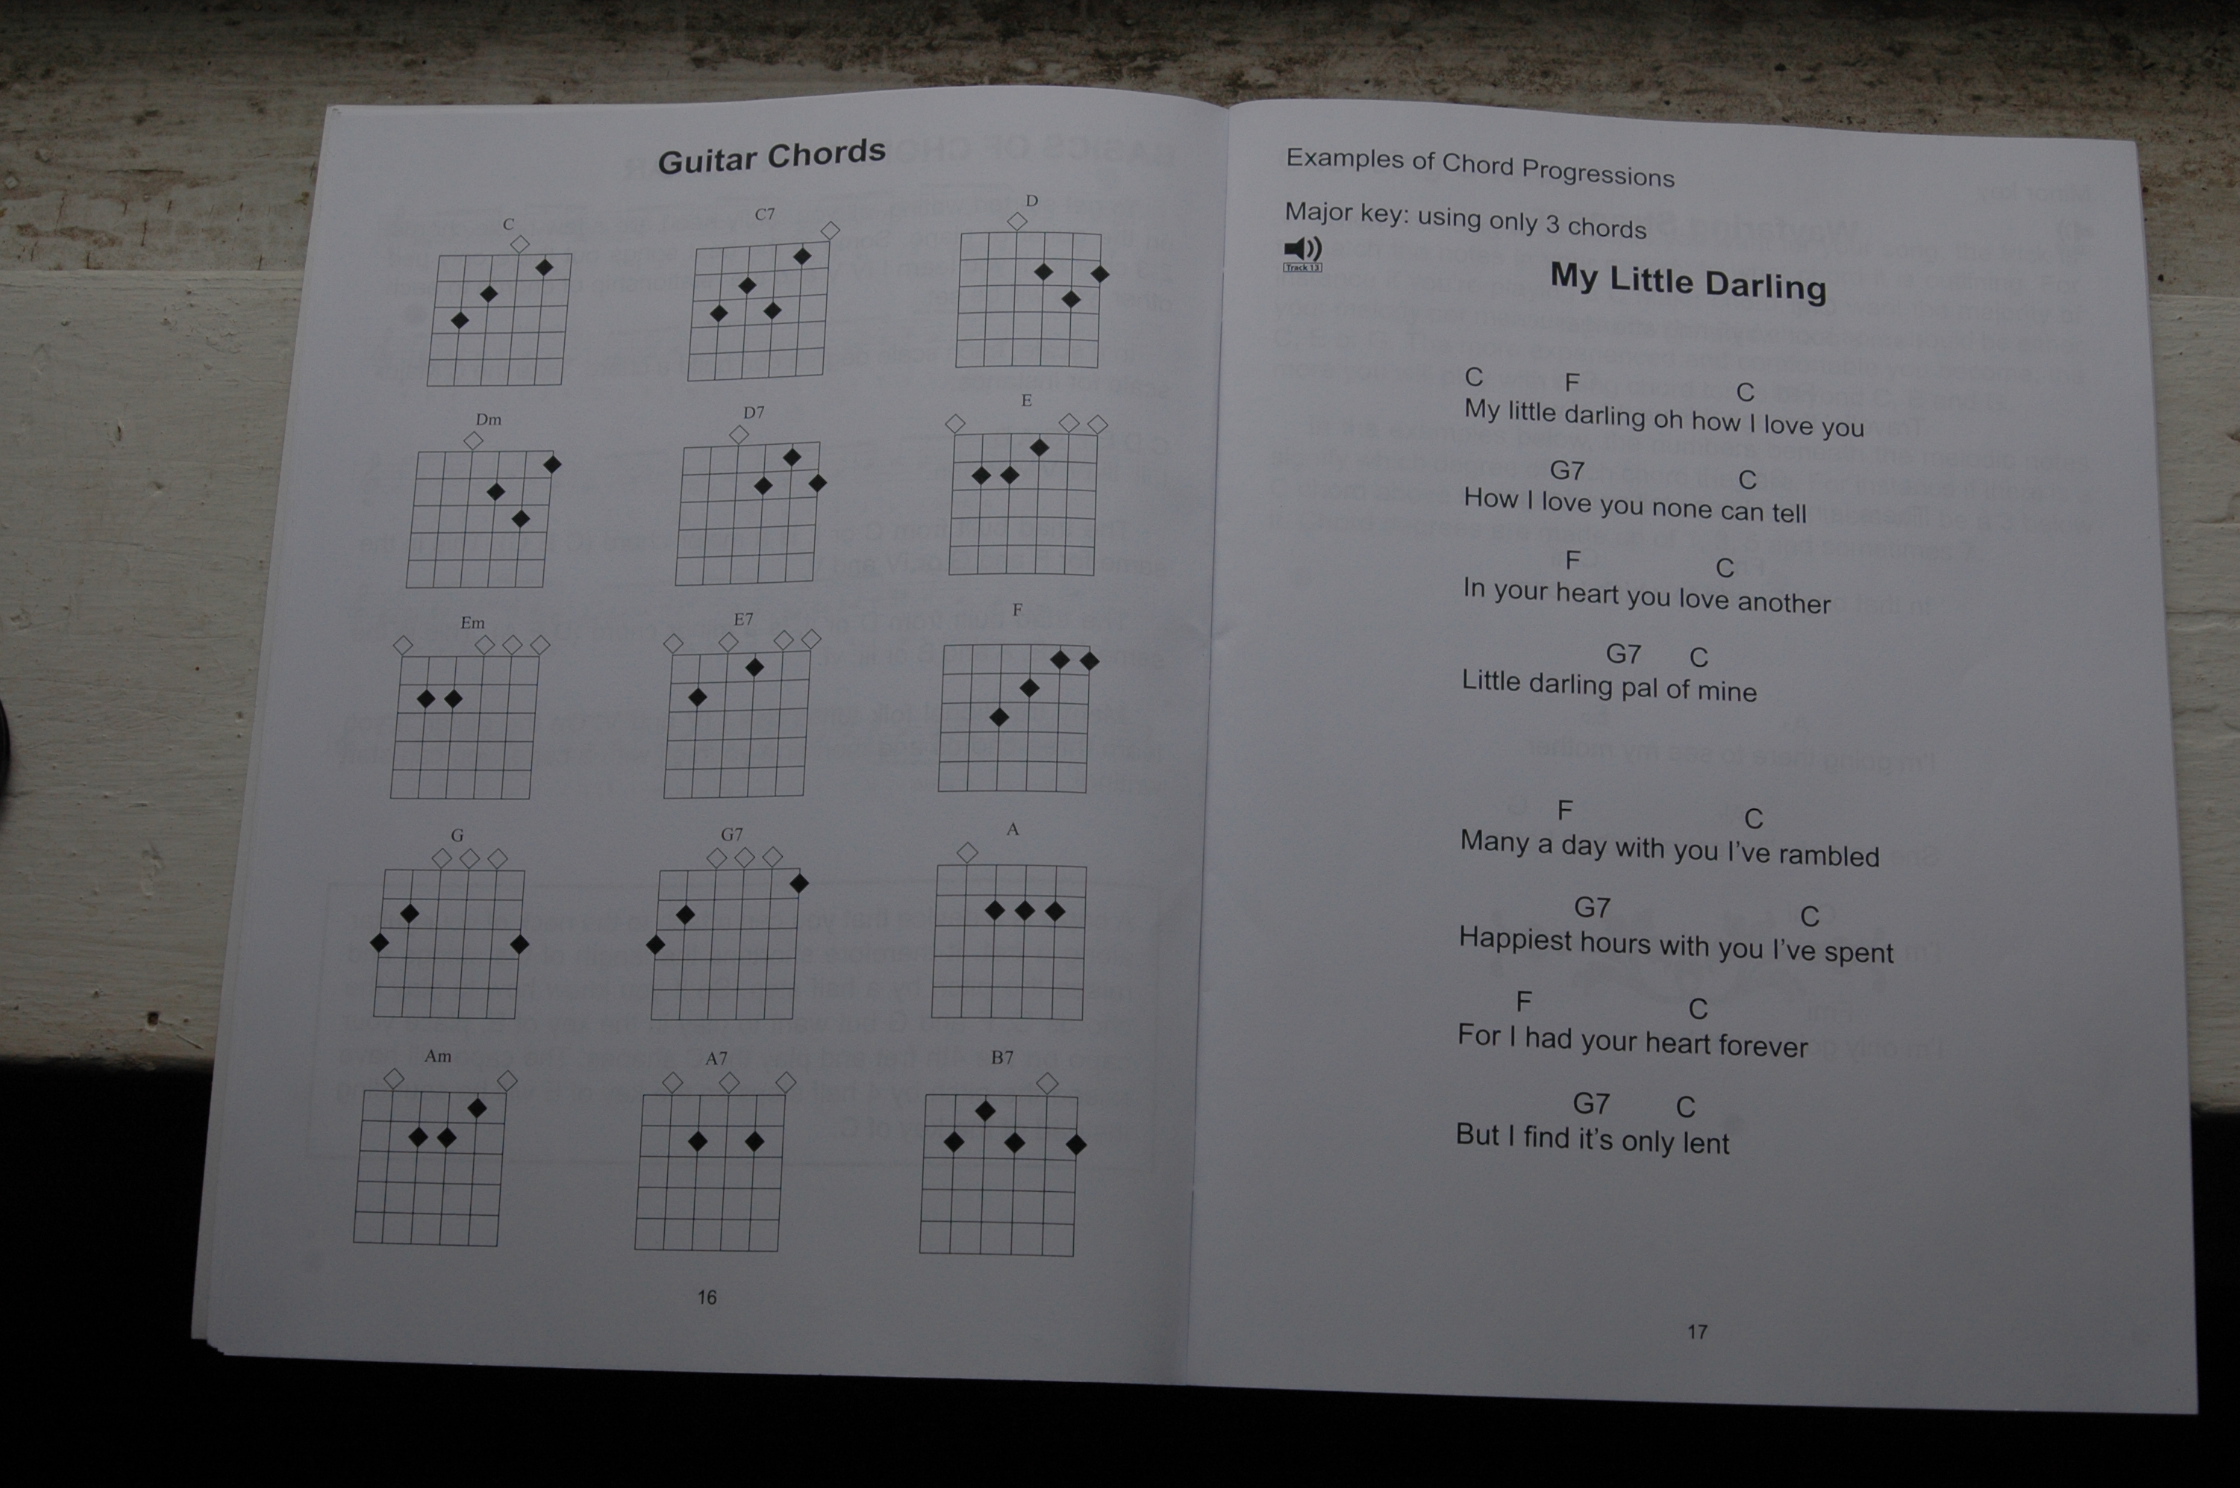 Guitar Chords
C C7 D
Dm D7 E
Em E7 F
G G7 A
Am A7 B7
16
Examples of Chord Progressions
Major key: using only 3 chords
Track 13
My Little Darling
C F C
My little darling oh how I love you
G7 C
How I love you none can tell
F C
In your heart you love another
G7 C
Little darling pal of mine
F C
Many a day with you I've rambled
G7 C
Happiest hours with you I've spent
F C
For I had your heart forever
G7 C
But I find it's only lent
17